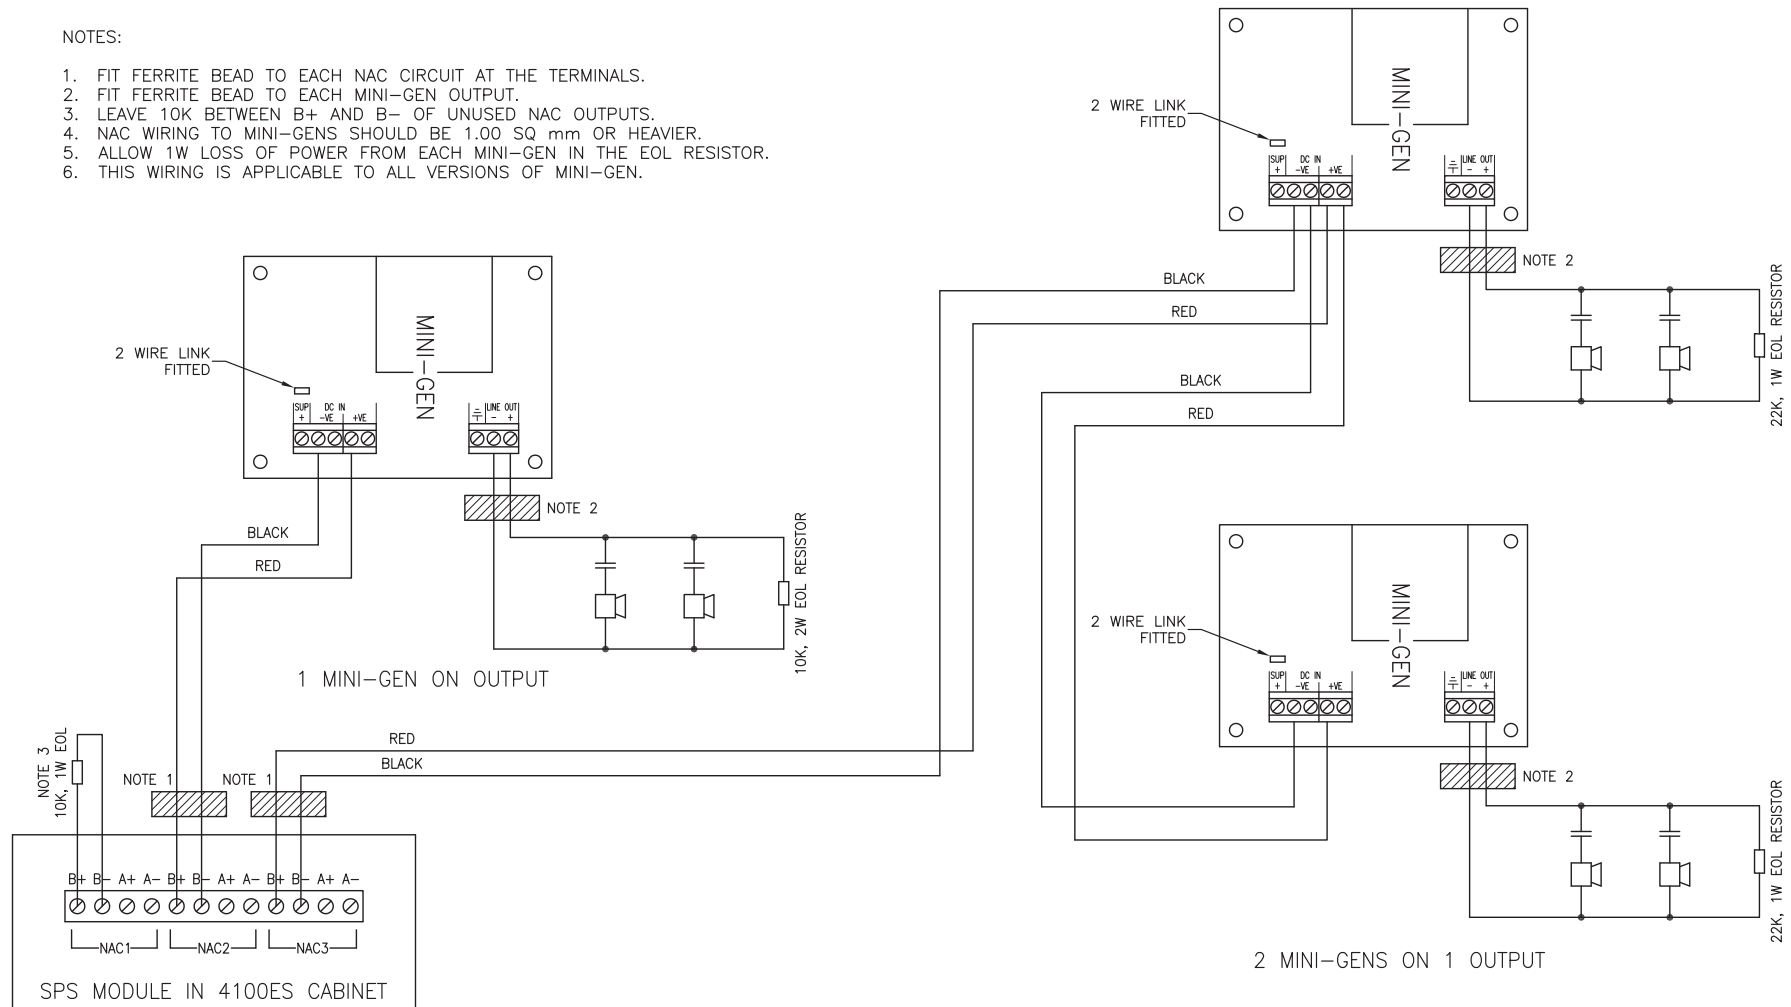 NOTES:
1. FIT FERRITE BEAD TO EACH NAC CIRCUIT AT THE TERMINALS.
2. FIT FERRITE BEAD TO EACH MINI-GEN OUTPUT.
3. LEAVE 10K BETWEEN B+ AND B- OF UNUSED NAC OUTPUTS.
4. NAC WIRING TO MINI-GENS SHOULD BE 1.00 SQ mm OR HEAVIER.
5. ALLOW 1W LOSS OF POWER FROM EACH MINI-GEN IN THE EOL RESISTOR.
6. THIS WIRING IS APPLICABLE TO ALL VERSIONS OF MINI-GEN.
MINI-GEN
2 WIRE LINK
FITTED
SUP DC IN LINE OUT
+ -VE +VE - +
NOTE 2
22K, 1W EOL RESISTOR
BLACK
RED
BLACK
RED
MINI-GEN
2 WIRE LINK
FITTED
SUP DC IN LINE OUT
+ -VE +VE - +
NOTE 2
BLACK
RED
10K, 2W EOL RESISTOR
1 MINI-GEN ON OUTPUT
MINI-GEN
2 WIRE LINK
FITTED
SUP DC IN LINE OUT
+ -VE +VE - +
NOTE 2
22K, 1W EOL RESISTOR
2 MINI-GENS ON 1 OUTPUT
RED
BLACK
NOTE 3
10K, 1W EOL
NOTE 1 NOTE 1
B+ B- A+ A- B+ B- A+ A- B+ B- A+ A-
NAC1 NAC2 NAC3
SPS MODULE IN 4100ES CABINET